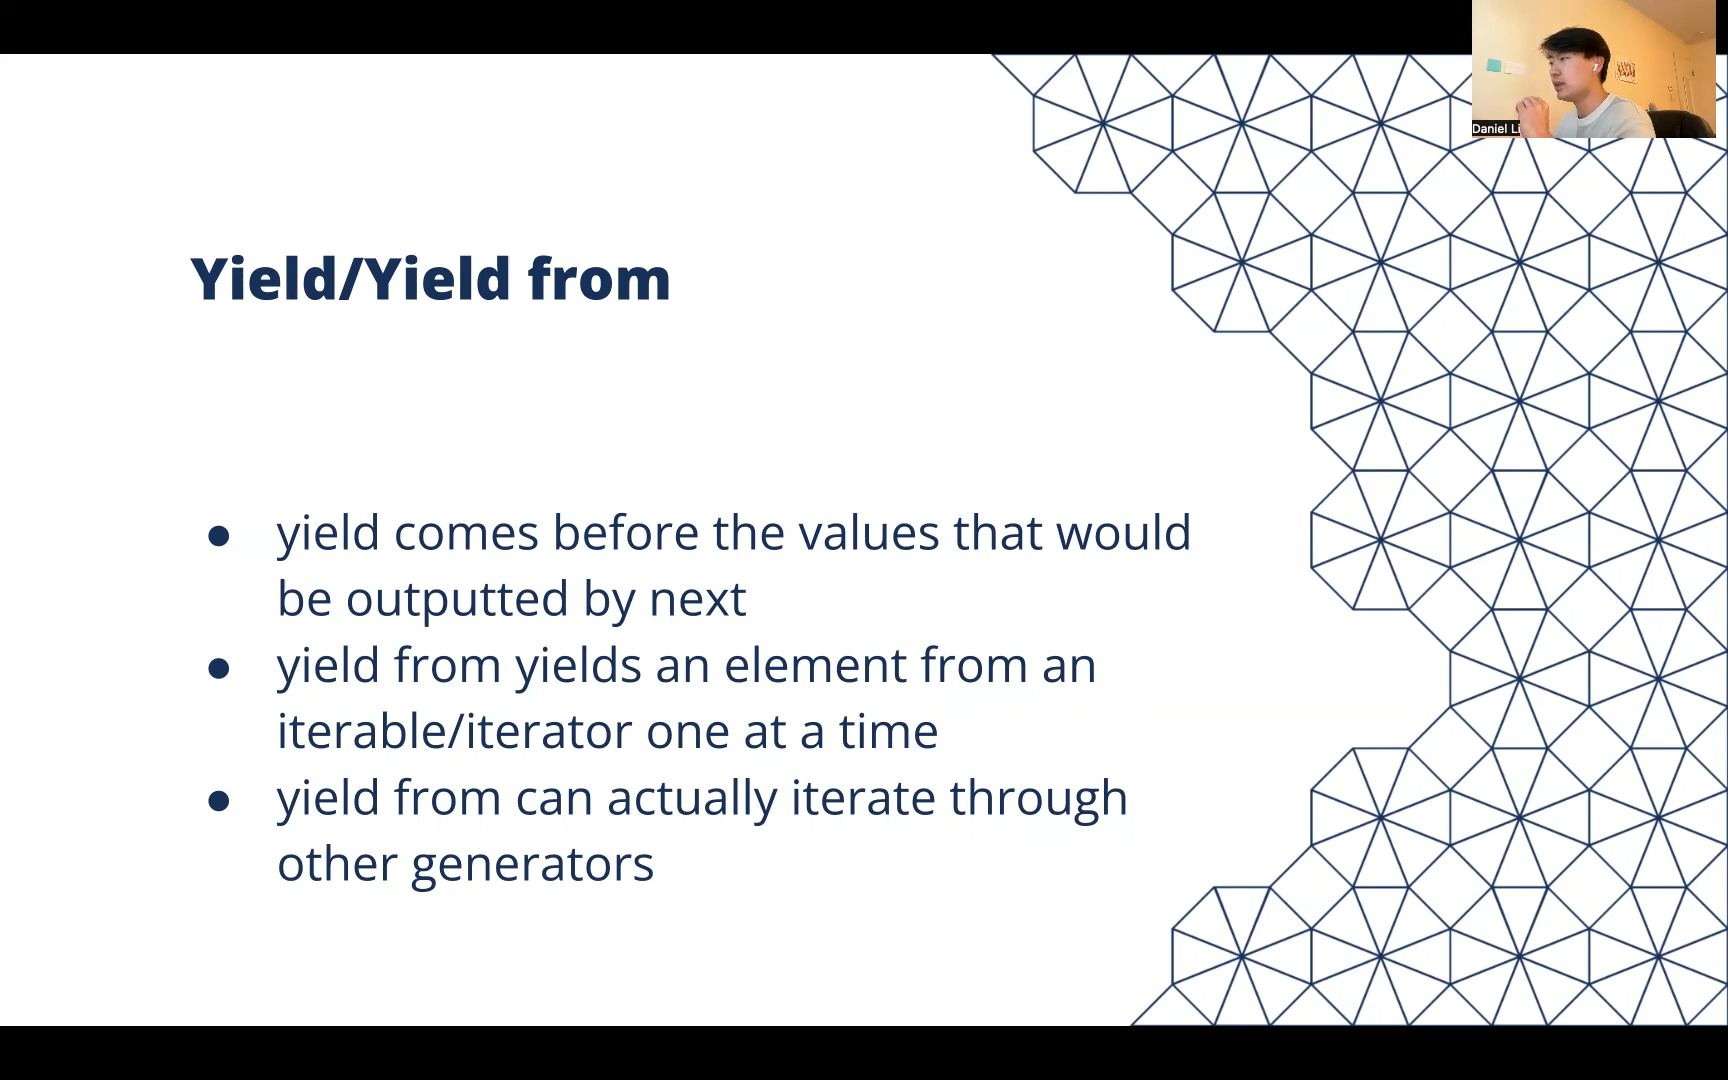 Daniel Li
Yield/Yield from
● yield comes before the values that would
be outputted by next
● yield from yields an element from an
iterable/iterator one at a time
● yield from can actually iterate through
other generators